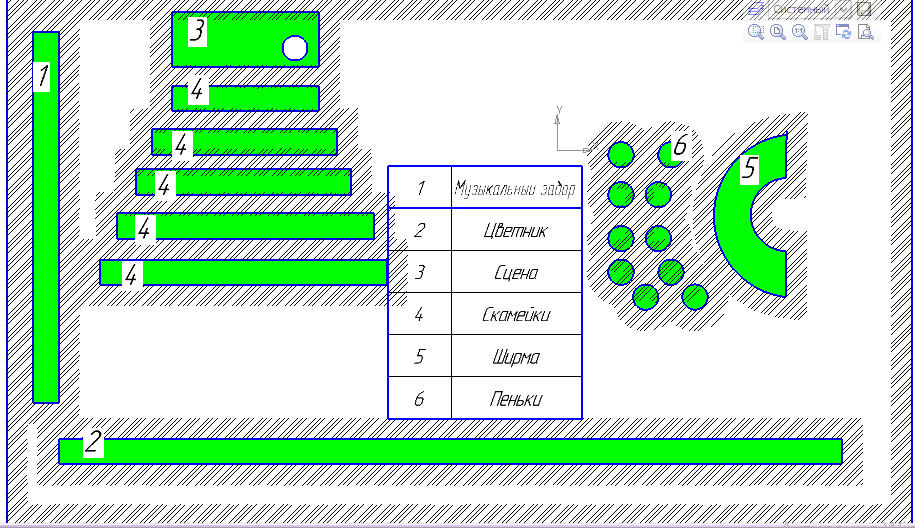 Системный
3
1
4
4
6
5
4
4
4
1 Музыкальный забор
2 Цветник
3 Сцена
4 Скамейки
5 Ширма
6 Пеньки
2
Y